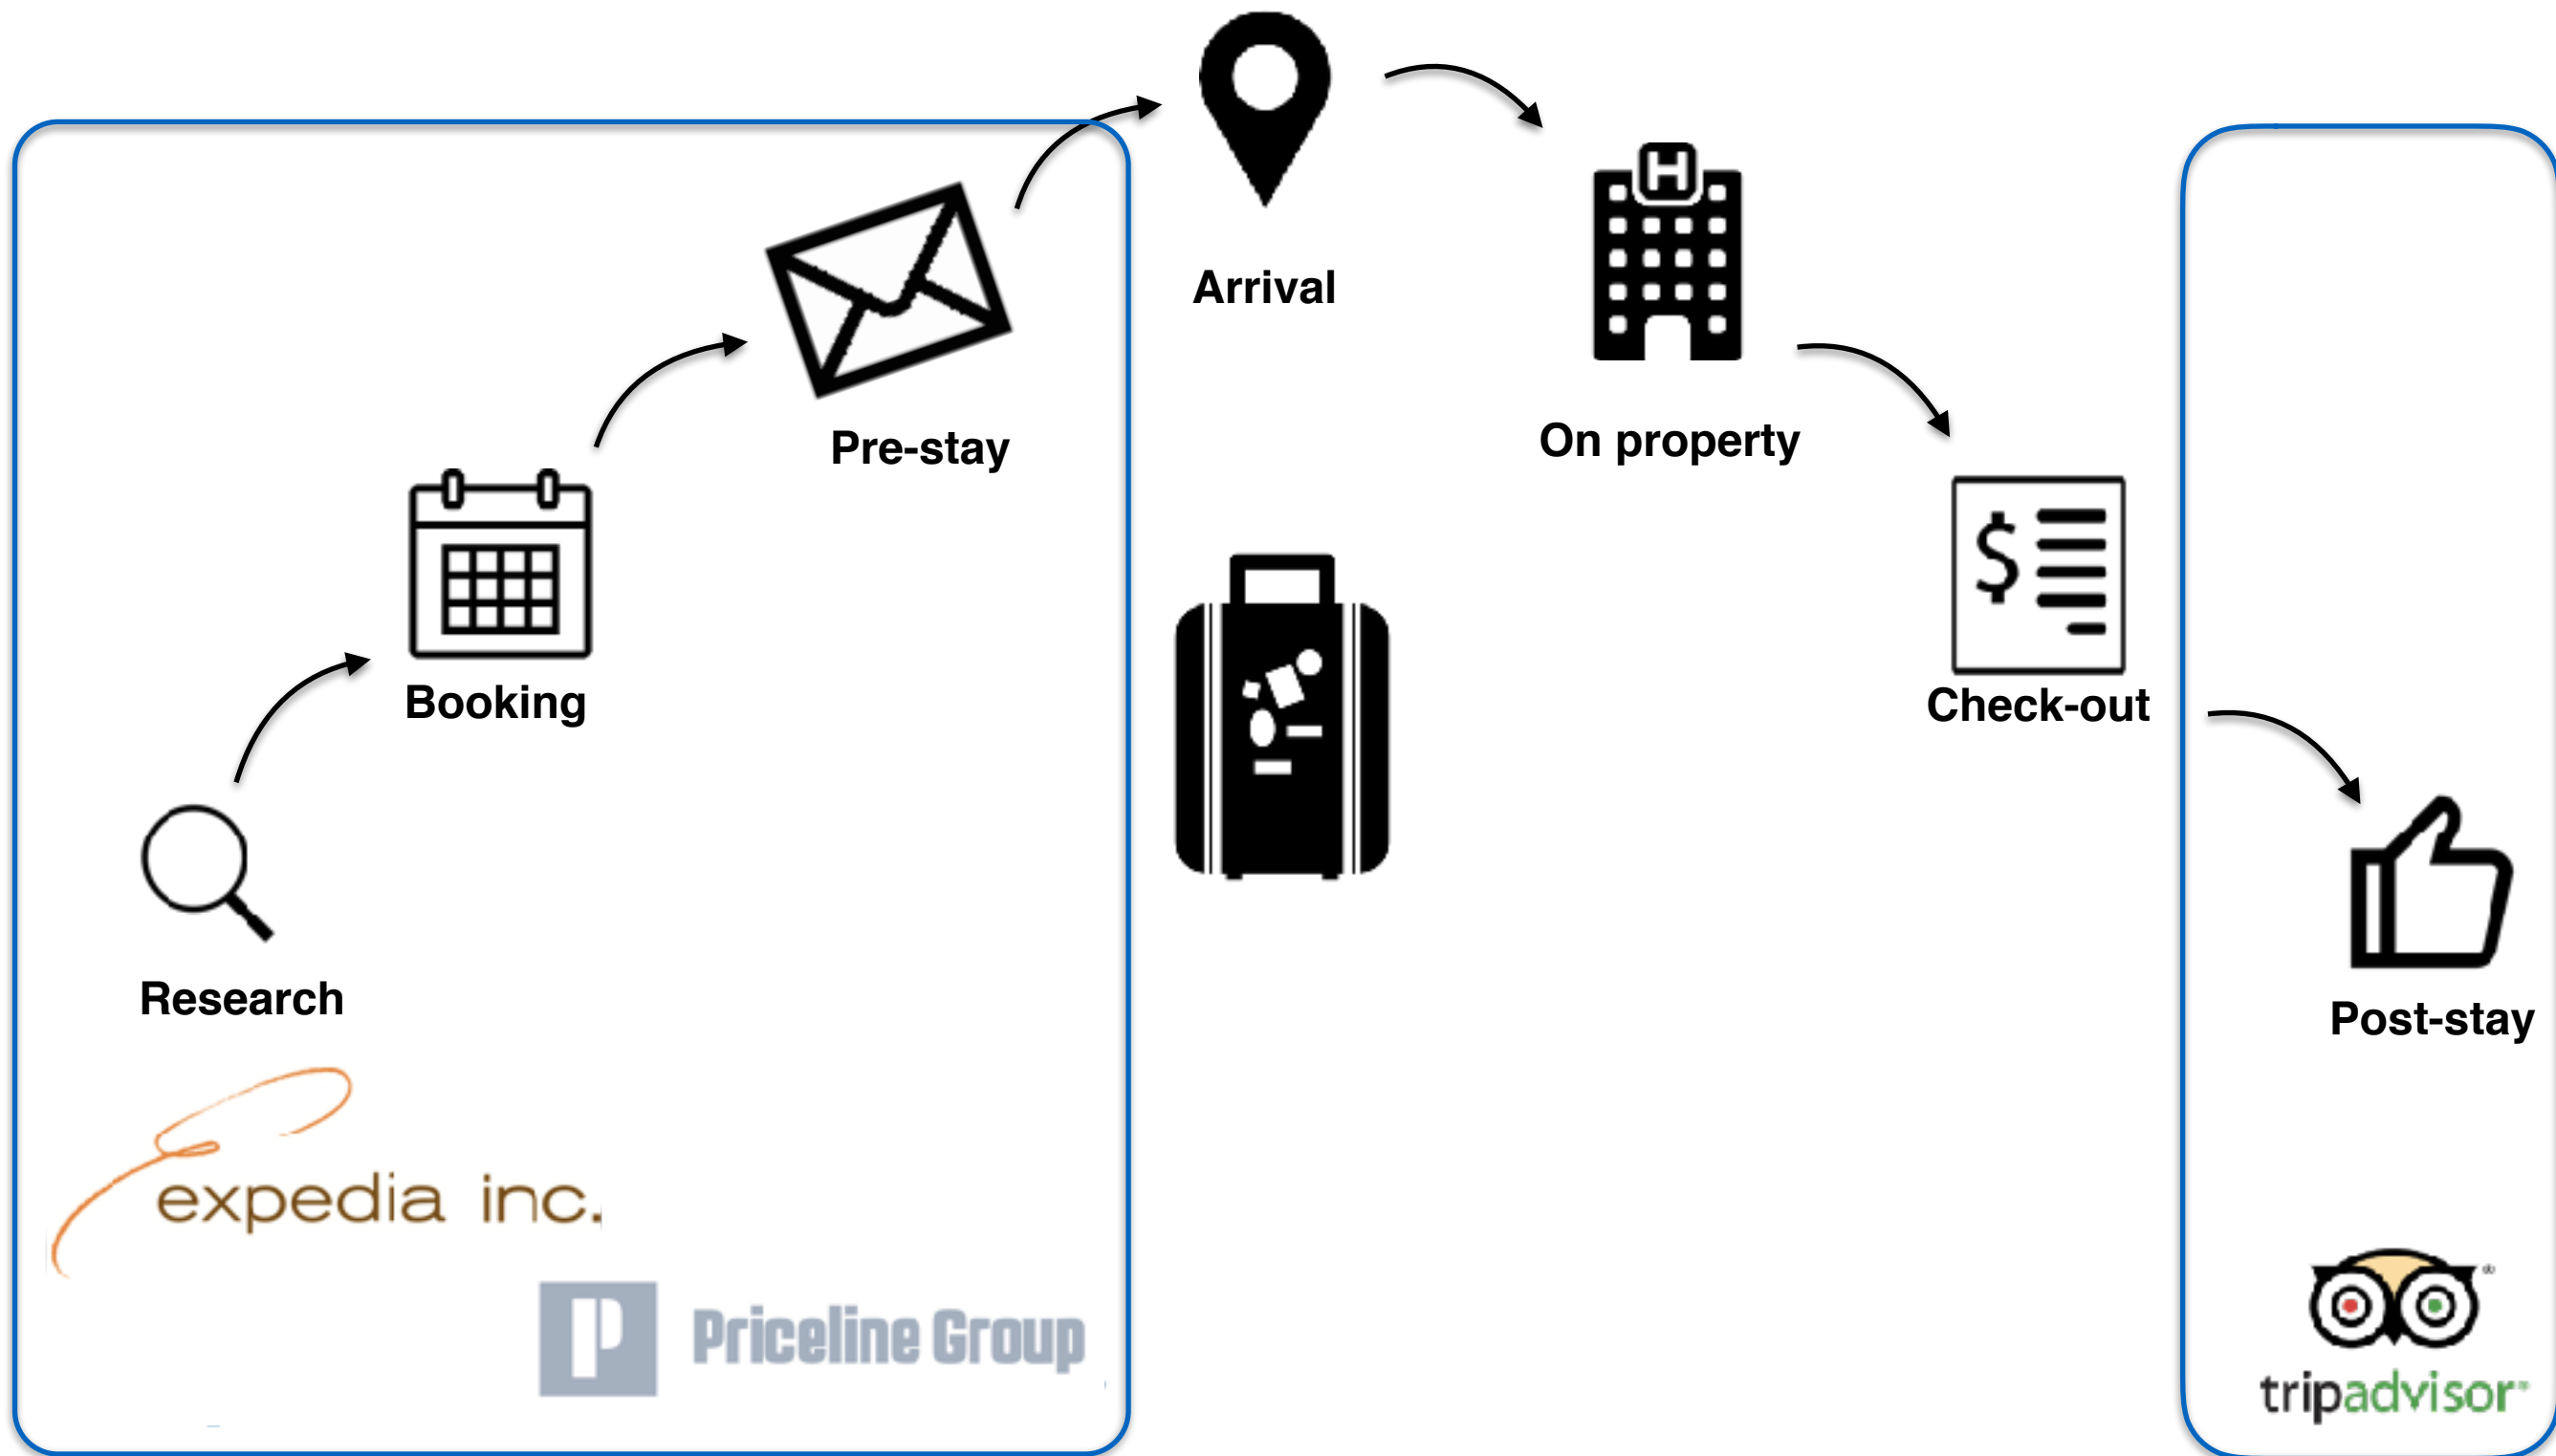 Arrival
Pre-stay
On property
Booking
Check-out
Research
Post-stay
expedia inc.
P Priceline Group
tripadvisor®
H
$